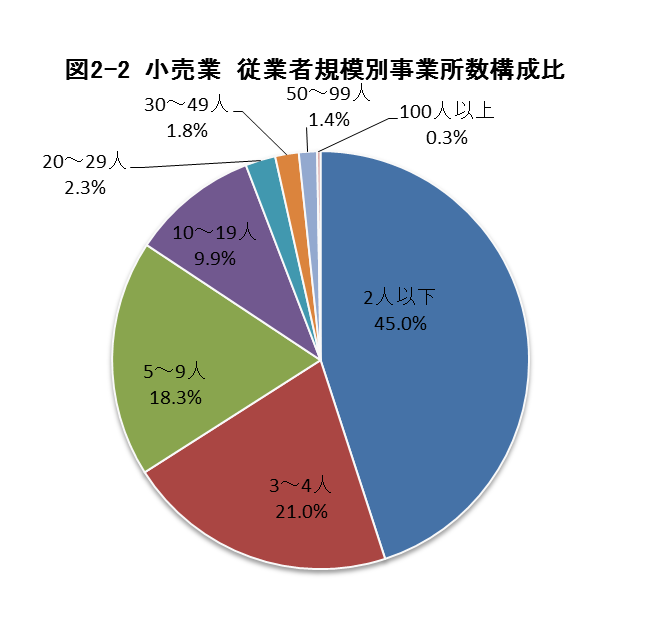 図2-2 小売業 従業者規模別事業所数構成比
50～99人
1.4%
30～49人
1.8%
100人以上
0.3%
20～29人
2.3%
10～19人
9.9%
2人以下
45.0%
5～9人
18.3%
3～4人
21.0%